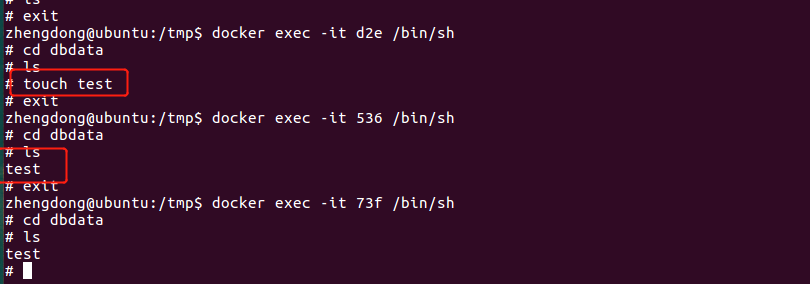 # ls
# exit
zhengdong@ubuntu:/tmp$ docker exec -it d2e /bin/sh
# cd dbdata
# ls
# touch test
# exit
zhengdong@ubuntu:/tmp$ docker exec -it 536 /bin/sh
# cd dbdata
# ls
test
# exit
zhengdong@ubuntu:/tmp$ docker exec -it 73f /bin/sh
# cd dbdata
# ls
test
#